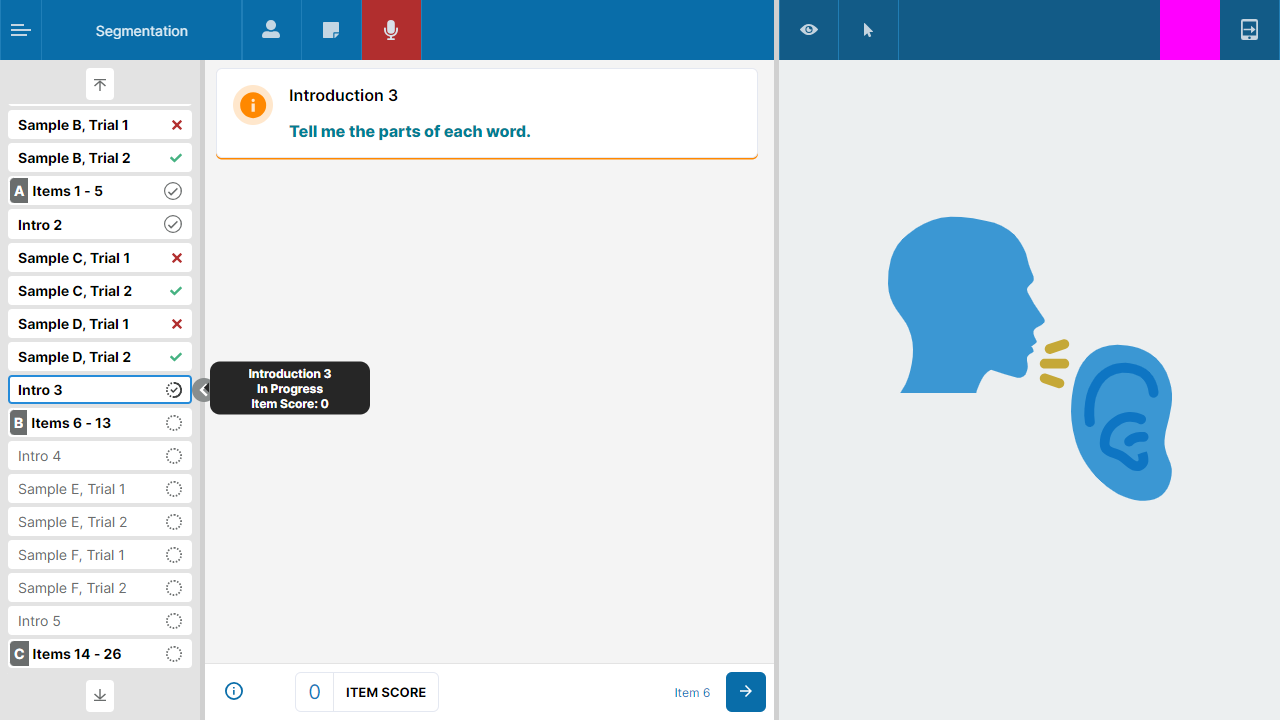 Segmentation
Sample B, Trial 1
Sample B, Trial 2
A Items 1 - 5
Intro 2
Sample C, Trial 1
Sample C, Trial 2
Sample D, Trial 1
Sample D, Trial 2
Intro 3
B Items 6 - 13
Intro 4
Sample E, Trial 1
Sample E, Trial 2
Sample F, Trial 1
Sample F, Trial 2
Intro 5
C Items 14 - 26
Introduction 3
In Progress
Item Score: 0
Introduction 3
Tell me the parts of each word.
0 ITEM SCORE
Item 6